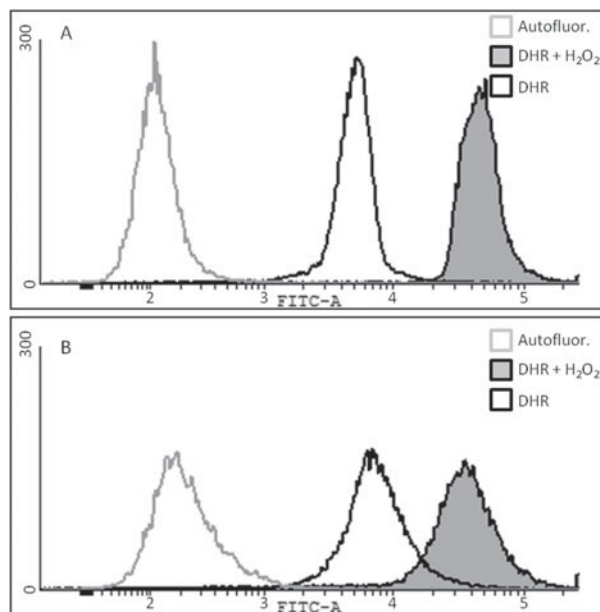 A
Autofluor.
DHR + H₂O₂
DHR
300
0
2 3 4 5
FITC-A
B
Autofluor.
DHR + H₂O₂
DHR
300
0
2 3 4 5
FITC-A